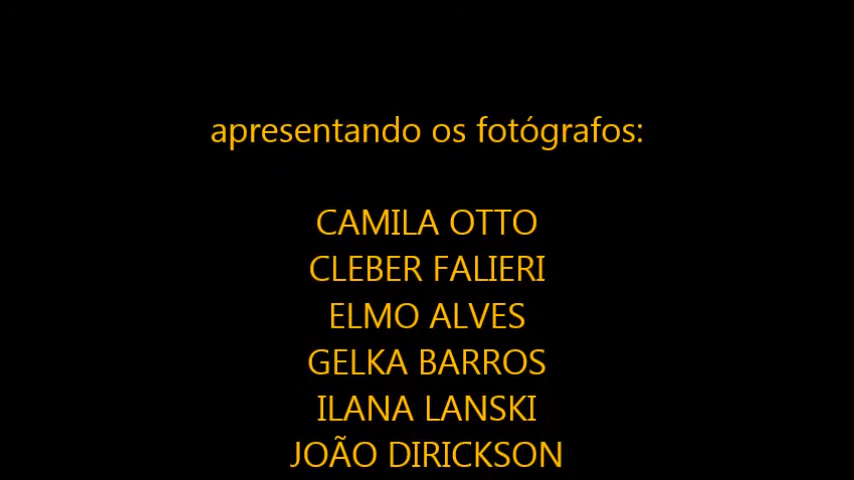 apresentando os fotógrafos:
CAMILA OTTO
CLEBER FALIERI
ELMO ALVES
GELKA BARROS
ILANA LANSKI
JOÃO DIRICKSON